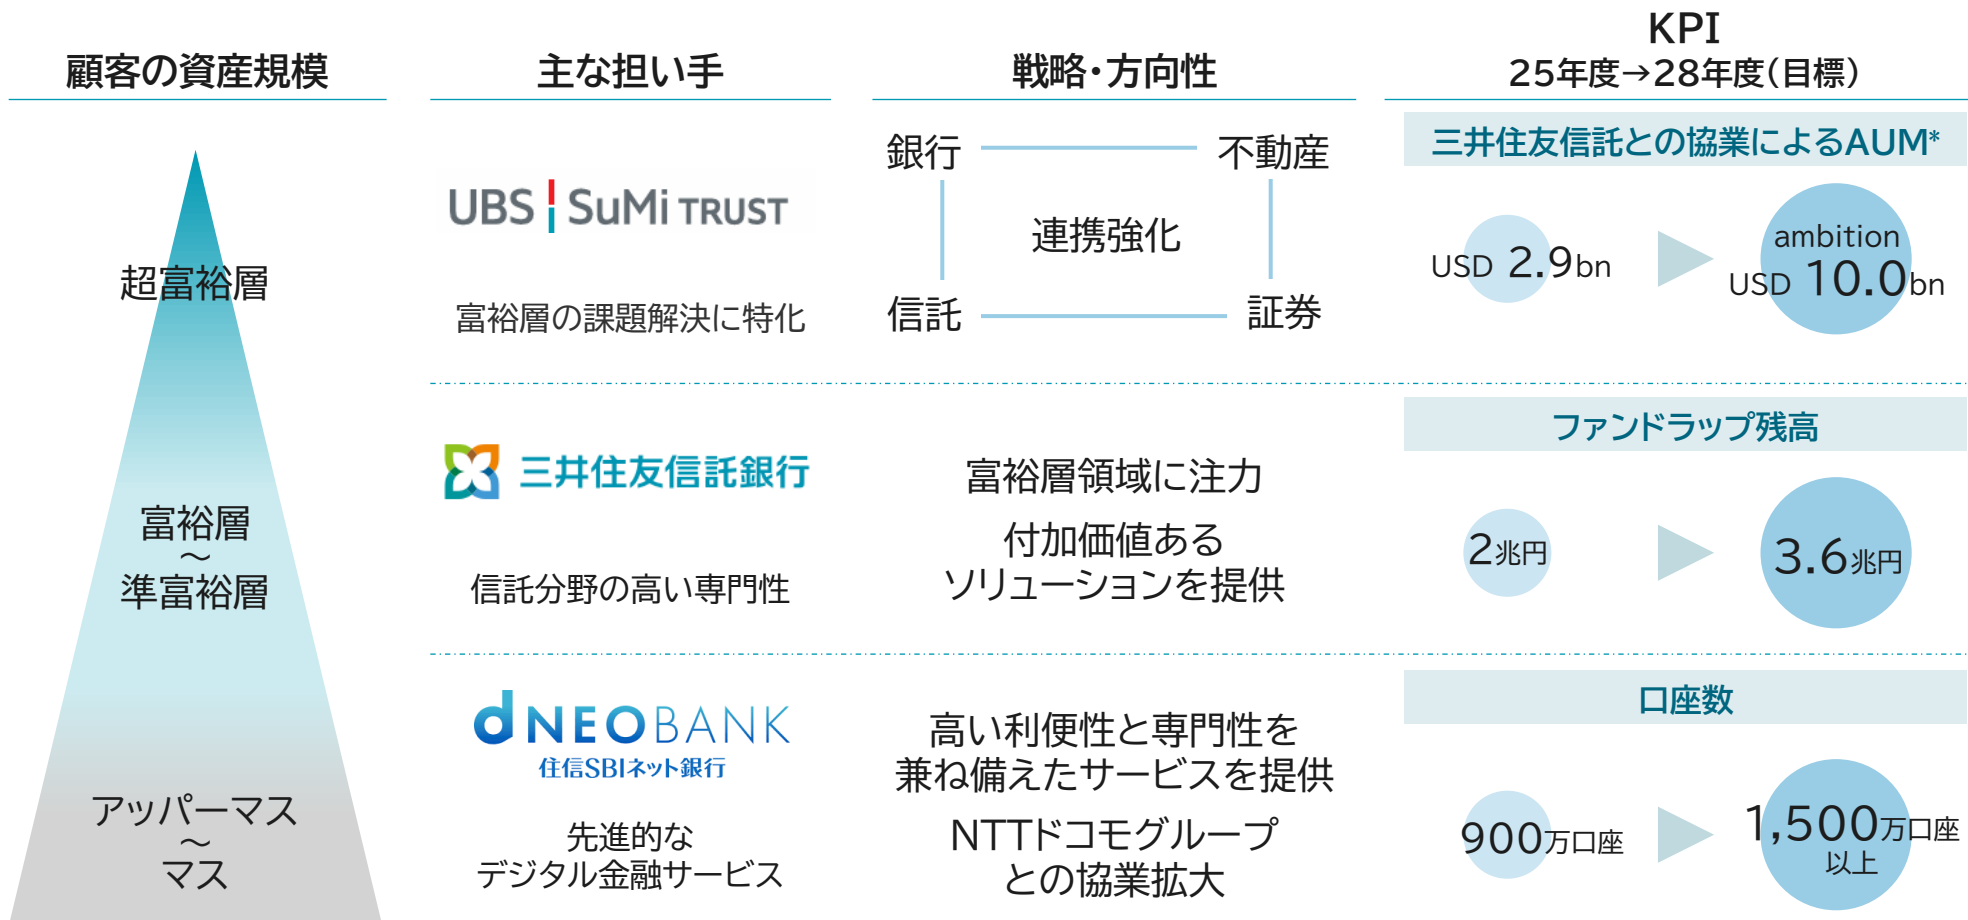 顧客の資産規模
主な担い手
戦略・方向性
KPI
25年度→28年度(目標)
超富裕層
UBS SuMi TRUST
富裕層の課題解決に特化
銀行
不動産
連携強化
信託
証券
三井住友信託との協業によるAUM*
USD 2.9bn
ambition
USD 10.0bn
富裕層
～
準富裕層
三井住友信託銀行
信託分野の高い専門性
富裕層領域に注力
付加価値ある
ソリューションを提供
ファンドラップ残高
2兆円
3.6兆円
アッパーマス
～
マス
d NEOBANK
住信SBIネット銀行
先進的な
デジタル金融サービス
高い利便性と専門性を
兼ね備えたサービスを提供
NTTドコモグループ
との協業拡大
口座数
900万口座
1,500万口座
以上